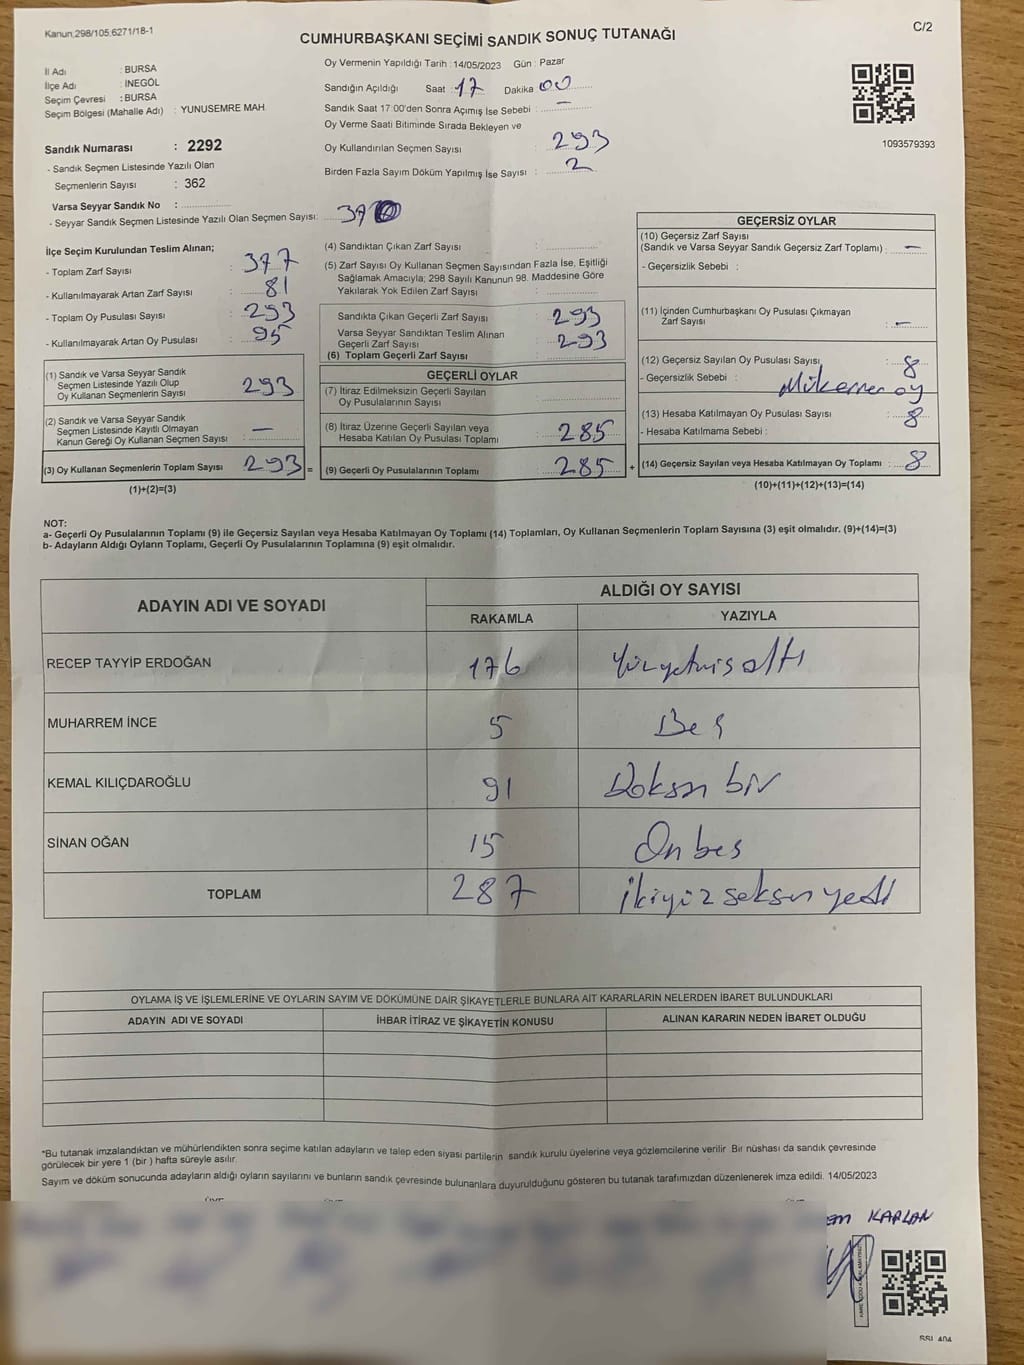 Kanun,298/105.6271/18-1
CUMHURBAŞKANI SEÇİMİ SANDIK SONUÇ TUTANAĞI
C/2
İl Adı : BURSA
İlçe Adı : İNEGÖL
Seçim Çevresi : BURSA
Seçim Bölgesi (Mahalle Adı) : YUNUSEMRE MAH
Sandık Numarası : 2292
- Sandık Seçmen Listesinde Yazılı Olan
Seçmenlerin Sayısı : 362
Varsa Seyyar Sandık No :
- Seyyar Sandık Seçmen Listesinde Yazılı Olan Seçmen Sayısı:
Oy Vermenin Yapıldığı Tarih : 14/05/2023 Gün : Pazar
Sandığın Açıldığı Saat : 17 Dakika : 00
Sandık Saat 17:00'den Sonra Açımış İse Sebebi : –
Oy Verme Saati Bitiminde Sırada Bekleyen ve
Oy Kullandırılan Seçmen Sayısı : 293
Birden Fazla Sayım Döküm Yapılmış İse Sayısı : 2
1093579393
İlçe Seçim Kurulundan Teslim Alınan;
- Toplam Zarf Sayısı : 377
- Kullanılmayarak Artan Zarf Sayısı : 81
- Toplam Oy Pusulası Sayısı : 293
- Kullanılmayarak Artan Oy Pusulası : 95
(1) Sandık ve Varsa Seyyar Sandık
Seçmen Listesinde Yazılı Olup
Oy Kullanan Seçmenlerin Sayısı : 293
(2) Sandık ve Varsa Seyyar Sandık
Seçmen Listesinde Kayıtlı Olmayan
Kanun Gereği Oy Kullanan Seçmen Sayısı : –
(3) Oy Kullanan Seçmenlerin Toplam Sayısı : 293 =
(1)+(2)=(3)
(4) Sandıktan Çıkan Zarf Sayısı :
(5) Zarf Sayısı Oy Kullanan Seçmen Sayısından Fazla İse, Eşitliği
Sağlamak Amacıyla; 298 Sayılı Kanunun 98. Maddesine Göre
Yakılarak Yok Edilen Zarf Sayısı :
Sandıkta Çıkan Geçerli Zarf Sayısı : 293
Varsa Seyyar Sandıktan Teslim Alınan
Geçerli Zarf Sayısı : 293
(6) Toplam Geçerli Zarf Sayısı :
GEÇERLİ OYLAR
(7) İtiraz Edilmeksizin Geçerli Sayılan
Oy Pusulalarının Sayısı :
(8) İtiraz Üzerine Geçerli Sayılan veya
Hesaba Katılan Oy Pusulası Toplamı : 285
(9) Geçerli Oy Pusulalarının Toplamı : 285 +
GEÇERSİZ OYLAR
(10) Geçersiz Zarf Sayısı
(Sandık ve Varsa Seyyar Sandık Geçersiz Zarf Toplamı) : –
- Geçersizlik Sebebi :
(11) İçinden Cumhurbaşkanı Oy Pusulası Çıkmayan
Zarf Sayısı : –
(12) Geçersiz Sayılan Oy Pusulası Sayısı : 8
- Geçersizlik Sebebi : Mükerrer oy
(13) Hesaba Katılmayan Oy Pusulası Sayısı : 8
- Hesaba Katılmama Sebebi :
(14) Geçersiz Sayılan veya Hesaba Katılmayan Oy Toplamı : 8
(10)+(11)+(12)+(13)=(14)
NOT:
a- Geçerli Oy Pusulalarının Toplamı (9) ile Geçersiz Sayılan veya Hesaba Katılmayan Oy Toplamı (14) Toplamları, Oy Kullanan Seçmenlerin Toplam Sayısına (3) eşit olmalıdır. (9)+(14)=(3)
b- Adayların Aldığı Oyların Toplamı, Geçerli Oy Pusulalarının Toplamına (9) eşit olmalıdır.
ADAYIN ADI VE SOYADI ALDIĞI OY SAYISI
RAKAMLA YAZIYLA
RECEP TAYYİP ERDOĞAN 176 Yüzyetmişaltı
MUHARREM İNCE 5 Beş
KEMAL KILIÇDAROĞLU 91 Doksan bir
SİNAN OĞAN 15 Onbeş
TOPLAM 287 İkiyüz seksen yedi
OYLAMA İŞ VE İŞLEMLERİNE VE OYLARIN SAYIM VE DÖKÜMÜNE DAİR ŞİKAYETLERLE BUNLARA AİT KARARLARIN NELERDEN İBARET BULUNDUKLARI
ADAYIN ADI VE SOYADI İHBAR İTİRAZ VE ŞİKAYETİN KONUSU ALINAN KARARIN NEDEN İBARET OLDUĞU
*Bu tutanak imzalandıktan ve mühürlendikten sonra seçime katılan adayların ve talep eden siyasi partilerin sandık kurulu üyelerine veya gözlemcilerine verilir. Bir nüshası da sandık çevresinde
görülecek bir yere 1 (bir ) hafta süreyle asılır.
Sayım ve döküm sonucunda adayların aldığı oyların sayılarını ve bunların sandık çevresinde bulunanlara duyurulduğunu gösteren bu tutanak tarafımızdan düzenlenerek imza edildi. 14/05/2023
KAPLAN